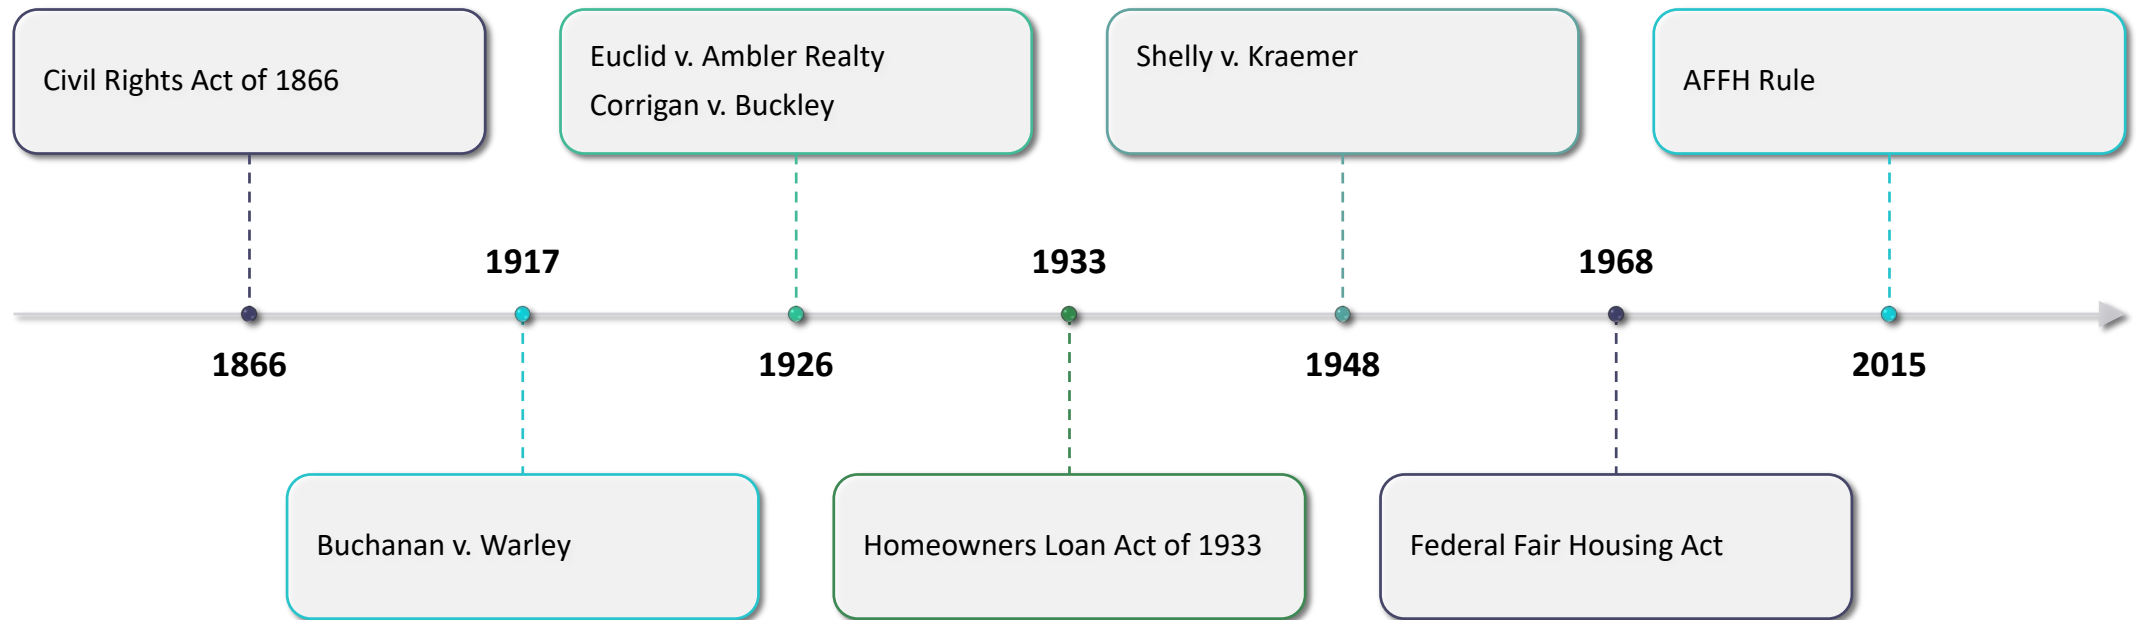 Civil Rights Act of 1866
Euclid v. Ambler Realty
Corrigan v. Buckley
Shelly v. Kraemer
AFFH Rule
1917
1933
1968
1866
1926
1948
2015
Buchanan v. Warley
Homeowners Loan Act of 1933
Federal Fair Housing Act